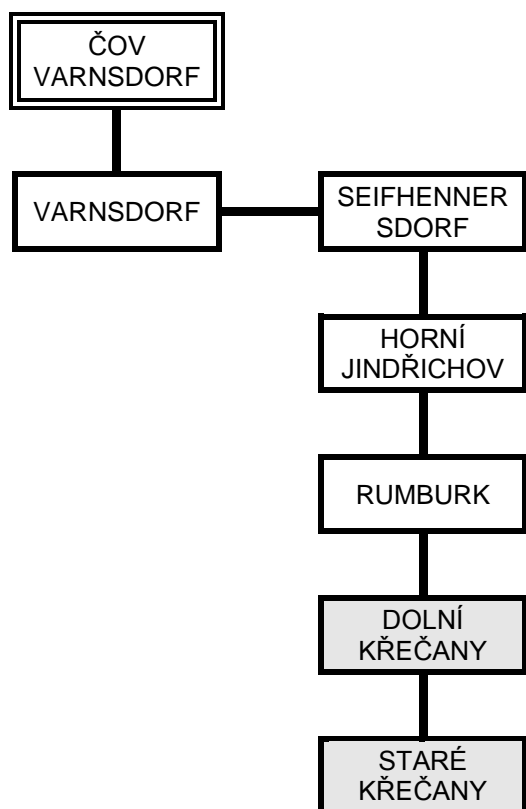 ČOV
VARNSDORF
VARNSDORF
SEIFHENNER
SDORF
HORNÍ
JINDŘICHOV
RUMBURK
DOLNÍ
KŘEČANY
STARÉ
KŘEČANY